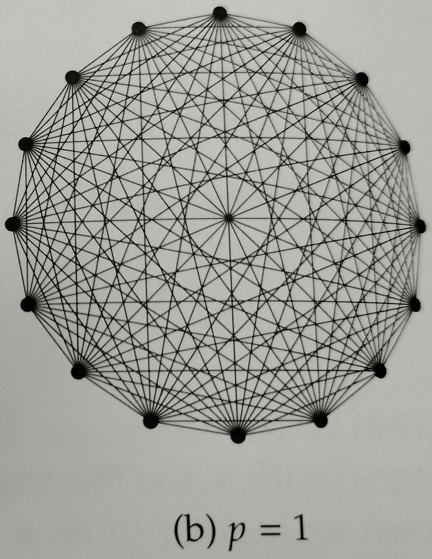 (b) p = 1